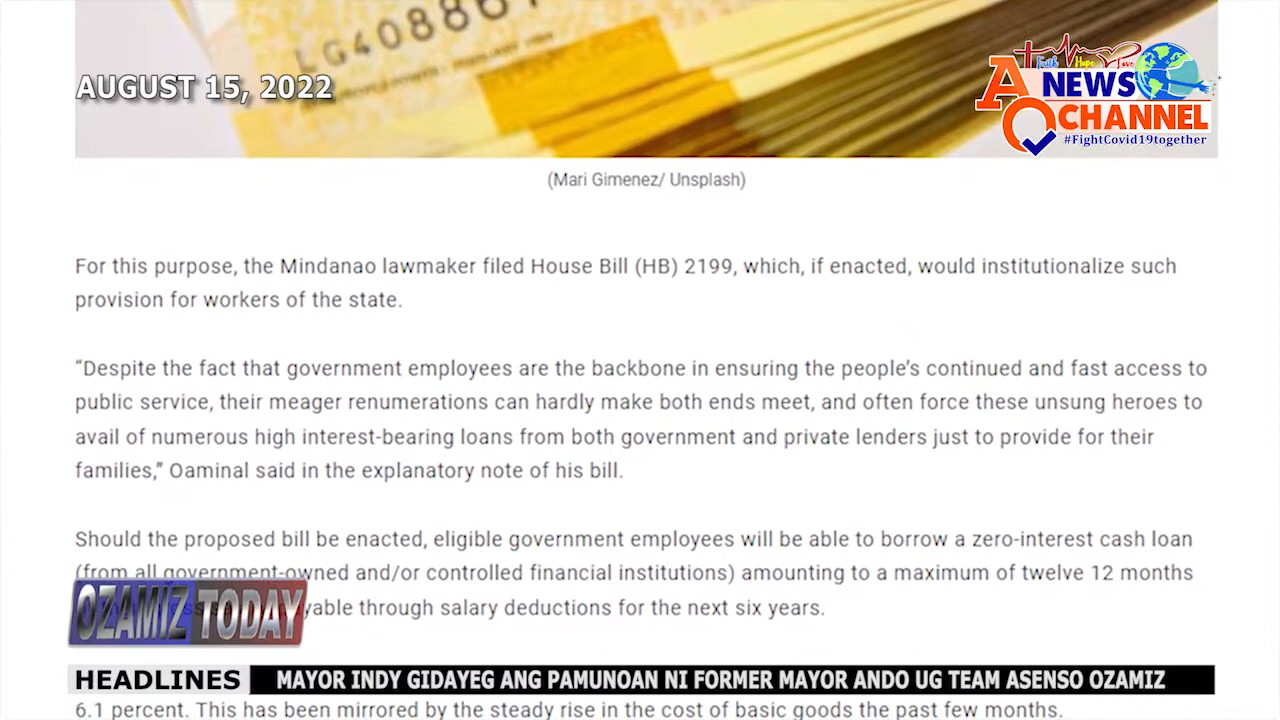 LG408861
AUGUST 15, 2022
Truth Hope Love
AO NEWS CHANNEL
#FightCovid19together
(Mari Gimenez/ Unsplash)
For this purpose, the Mindanao lawmaker filed House Bill (HB) 2199, which, if enacted, would institutionalize such
provision for workers of the state.
“Despite the fact that government employees are the backbone in ensuring the people’s continued and fast access to
public service, their meager renumerations can hardly make both ends meet, and often force these unsung heroes to
avail of numerous high interest-bearing loans from both government and private lenders just to provide for their
families,” Oaminal said in the explanatory note of his bill.
Should the proposed bill be enacted, eligible government employees will be able to borrow a zero-interest cash loan
(from all government-owned and/or controlled financial institutions) amounting to a maximum of twelve 12 months
yable through salary deductions for the next six years.
OZAMIZ TODAY
HEADLINES MAYOR INDY GIDAYEG ANG PAMUNOAN NI FORMER MAYOR ANDO UG TEAM ASENSO OZAMIZ
6.1 percent. This has been mirrored by the steady rise in the cost of basic goods the past few months.